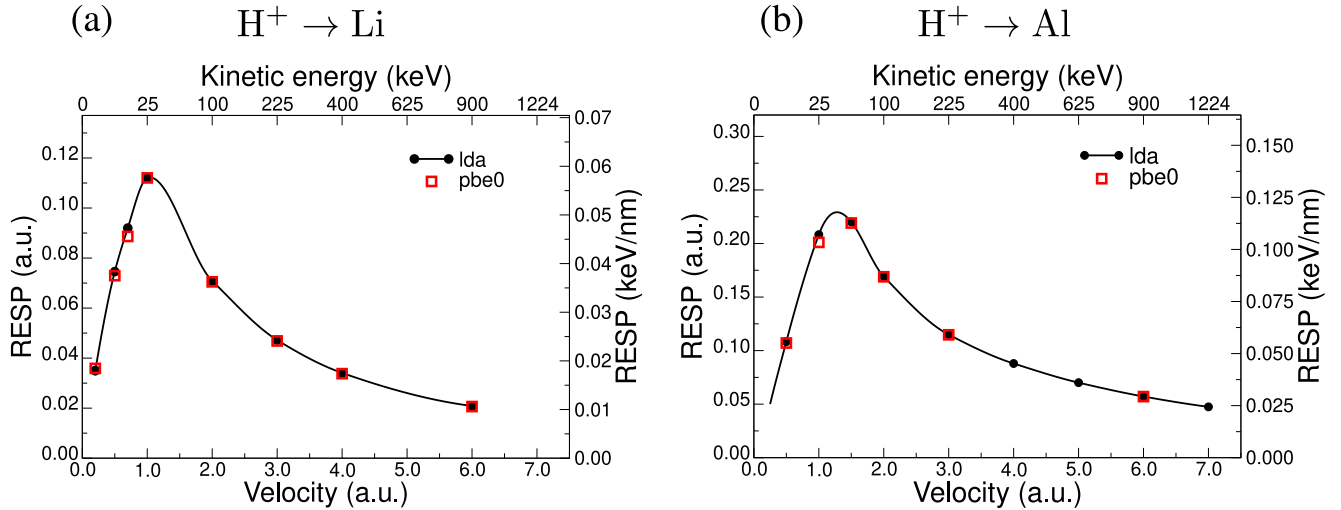 (a) H⁺ → Li
Kinetic energy (keV)
0 25 100 225 400 625 900 1224
0.12
0.10
0.08
0.06
0.04
0.02
0.00
RESP (a.u.)
lda
pbe0
0.07
0.06
0.05
0.04
0.03
0.02
0.01
0.00
RESP (keV/nm)
0.0 1.0 2.0 3.0 4.0 5.0 6.0 7.0
Velocity (a.u.)
(b) H⁺ → Al
Kinetic energy (keV)
0 25 100 225 400 625 900 1224
0.30
0.25
0.20
0.15
0.10
0.05
0.00
RESP (a.u.)
lda
pbe0
0.150
0.125
0.100
0.075
0.050
0.025
0.000
RESP (keV/nm)
0.0 1.0 2.0 3.0 4.0 5.0 6.0 7.0
Velocity (a.u.)